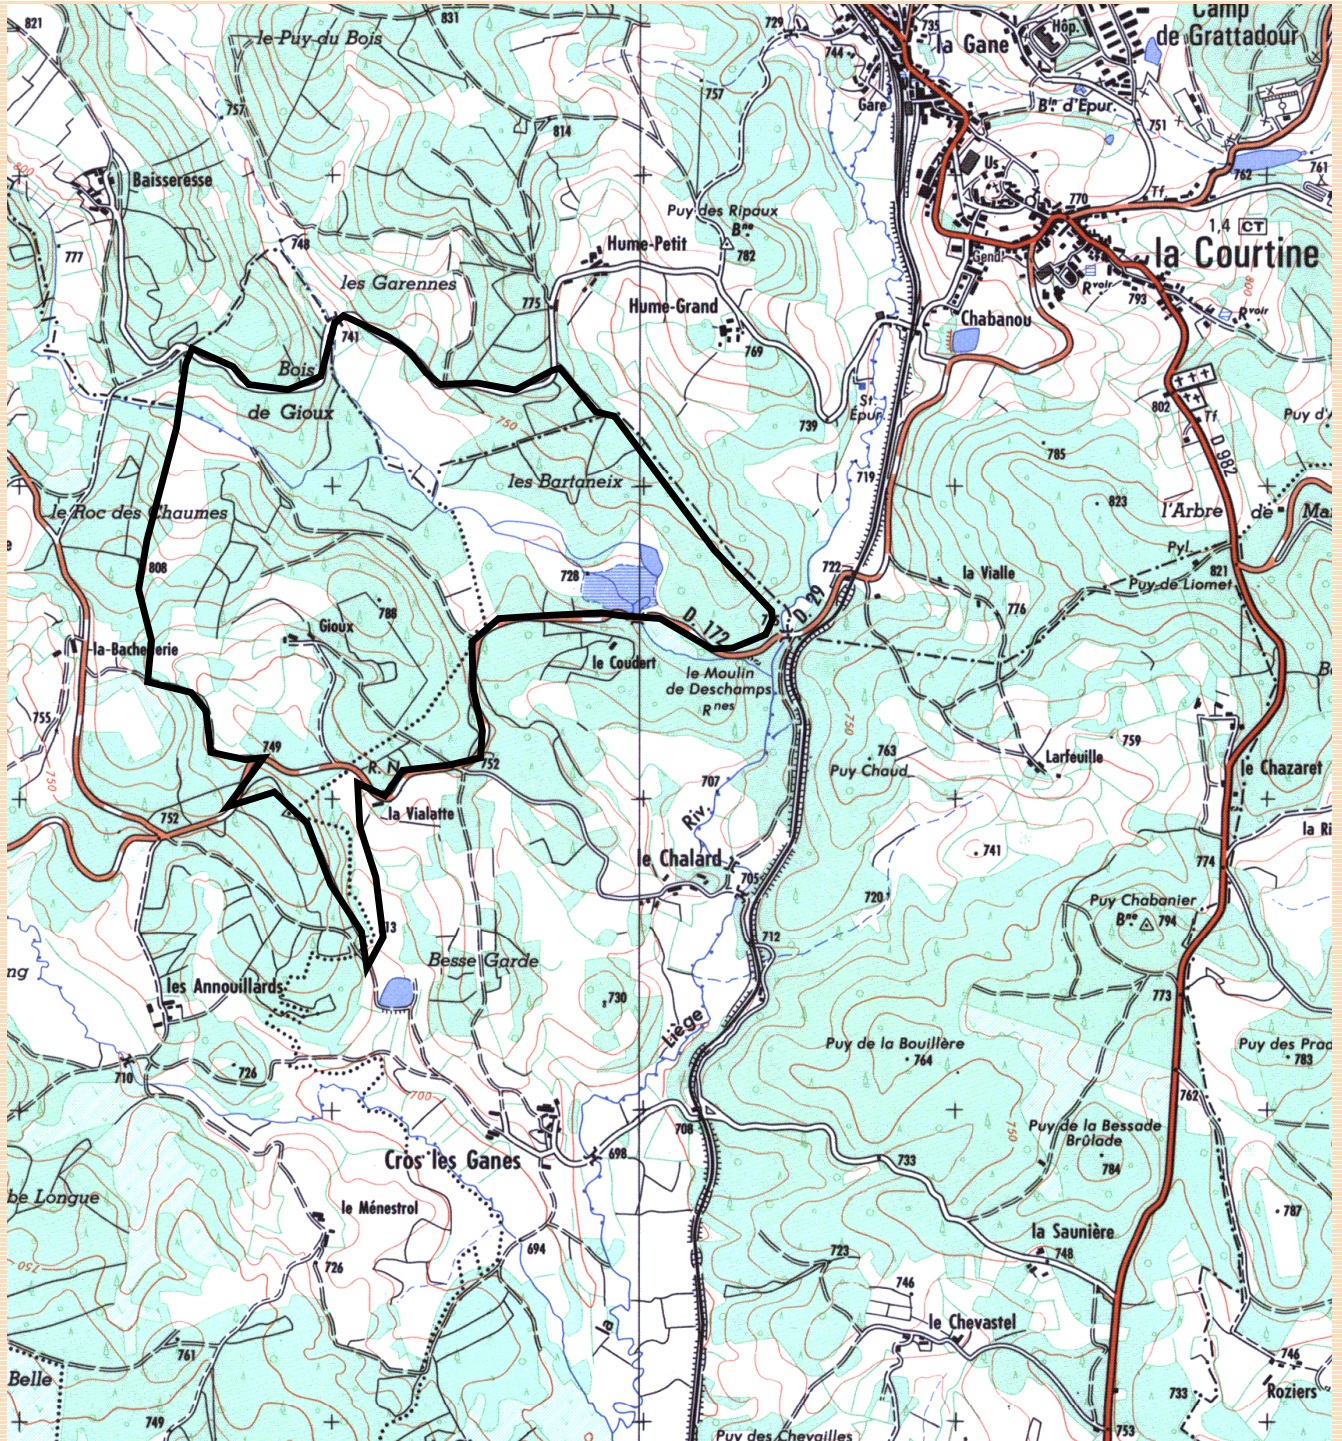 821
le Puy du Bois
831
729
744
735
la Gane
Hôp.
Camp
de Grattadour
757
757
Gare
Bin d'Epur.
751
814
Us
762
761
Baisseresse
770
Tf
Puy des Ripaux
Bne
782
1,4 CT
la Courtine
748
777
Hume-Petit
Gend.
Rvoir
793
800
Rvoir
les Garennes
775
Hume-Grand
Chabanou
741
769
Bois
de Gioux
St.
Epur.
802
Tf
739
750
D 982
785
719
les Bartaneix
823
l'Arbre de
le Roc des Chaumes
Pyl.
821
808
728
722
la Vialle
Puy de Liomet
788
776
D. 29
D. 172
Gioux
la-Bachellerie
le Coudert
le Moulin
de Deschamps
Rnes
755
750
749
752
R. N.
763
Puy Chaud
759
Larfeuille
le Chazaret
750
707
752
la Vialatte
Riv.
741
774
le Chalard
705
720
Puy Chabanier
Bne
794
13
712
Besse Garde
ng
les Annouillards
730
773
Liège
Puy de la Bouillère
764
Puy des Prad
783
710
726
700
762
708
Puy de la Bessade
Brûlade
784
750
Cros les Ganes
698
733
be Longue
le Ménestrol
787
694
la Saunière
748
750
726
723
746
la
le Chevastel
761
746
Belle
733
Roziers
749
753
Puy des Chevailles